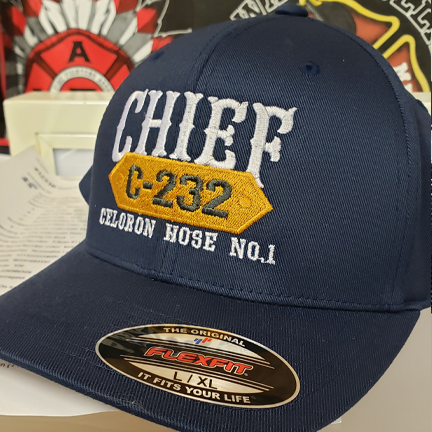 CHIEF
C-232
CELORON HOSE NO.1
THE ORIGINAL
FLEXFIT
L / XL
IT FITS YOUR LIFE
A